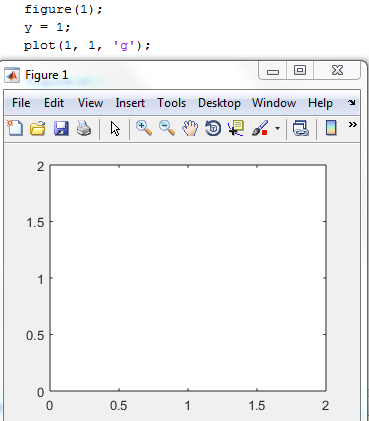 figure(1);
y = 1;
plot(1, 1, 'g');
Figure 1
File Edit View Insert Tools Desktop Window Help
2
1.5
1
0.5
0
0 0.5 1 1.5 2